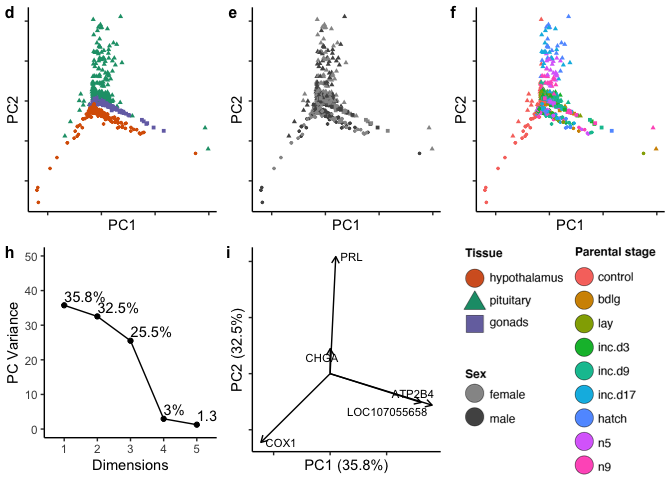 d
e
f
PC2
PC2
PC2
PC1
PC1
PC1
h
i
50
40
30
20
10
0
PC Variance
35.8%
32.5%
25.5%
3%
1.3
1 2 3 4 5
Dimensions
PC2 (32.5%)
PRL
CHGA
ATP2B4
LOC107055658
COX1
PC1 (35.8%)
Tissue
hypothalamus
pituitary
gonads
Sex
female
male
Parental stage
control
bdlg
lay
inc.d3
inc.d9
inc.d17
hatch
n5
n9